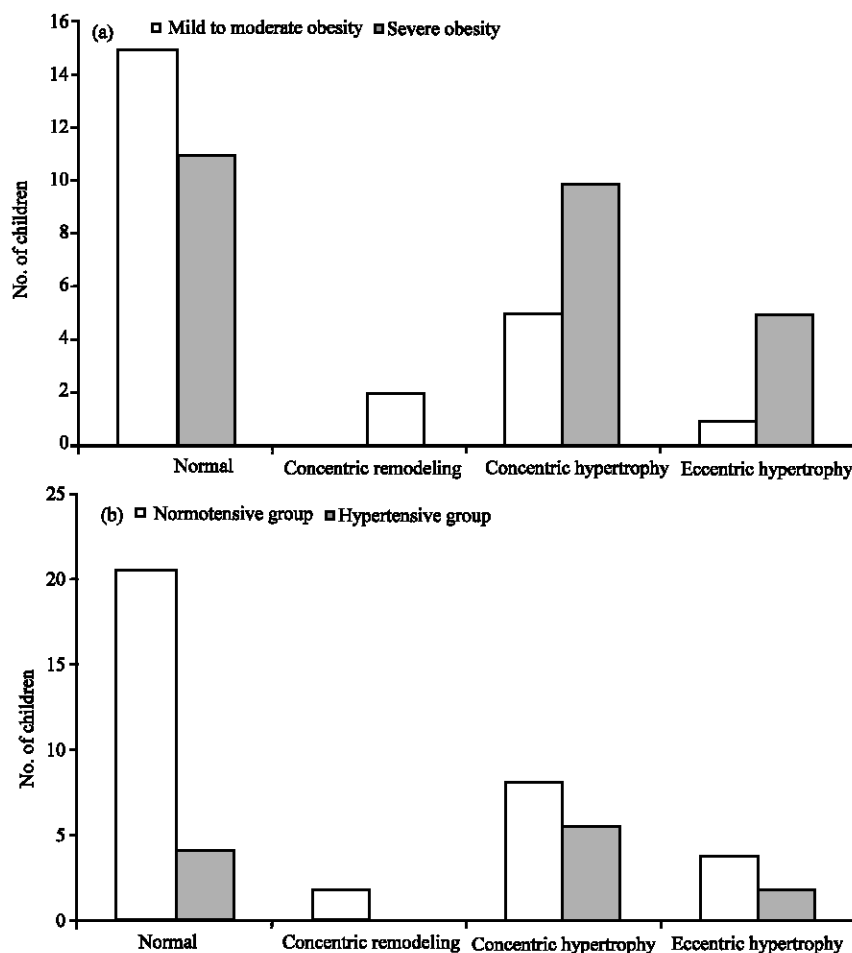 (a) Mild to moderate obesity Severe obesity
16
14
12
10
8
6
4
2
0
No. of children
Normal Concentric remodeling Concentric hypertrophy Eccentric hypertrophy
(b) Normotensive group Hypertensive group
25
20
15
10
5
0
No. of children
Normal Concentric remodeling Concentric hypertrophy Eccentric hypertrophy